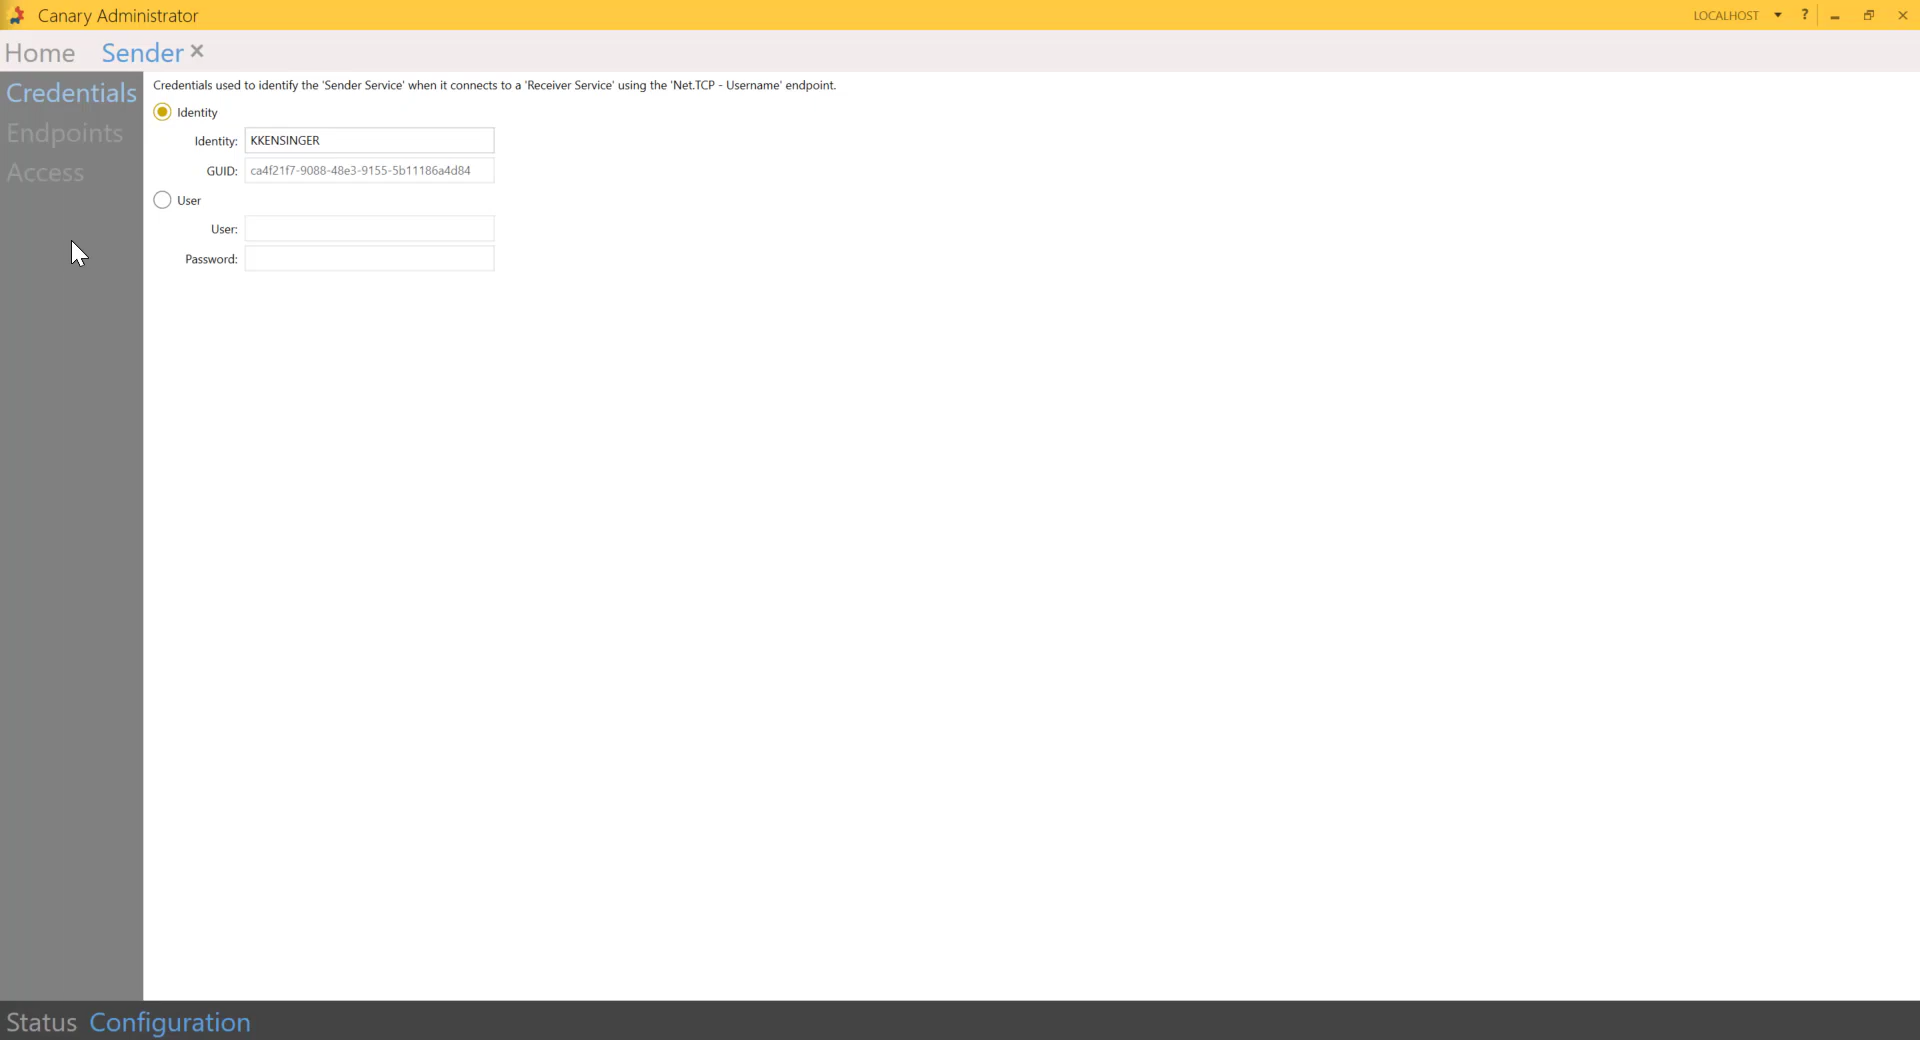 Canary Administrator
LOCALHOST
?
Home
Sender
Credentials
Endpoints
Access
Credentials used to identify the 'Sender Service' when it connects to a 'Receiver Service' using the 'Net.TCP - Username' endpoint.
Identity
Identity: KKENSINGER
GUID: ca4f21f7-9088-48e3-9155-5b11186a4d84
User
User:
Password:
Status Configuration